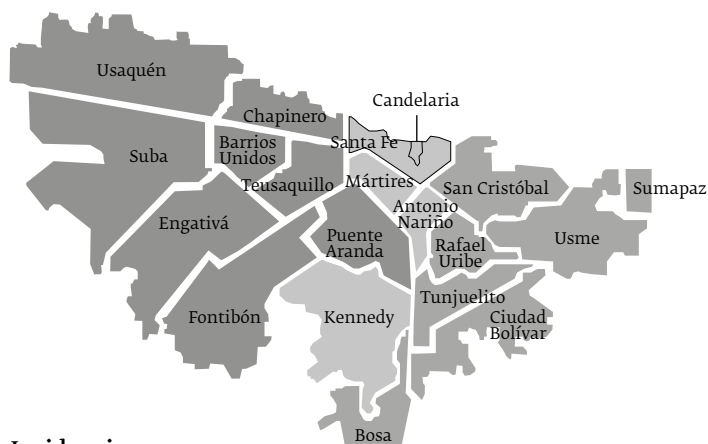 Usaquén
Candelaria
Chapinero
Santa Fe
Barrios
Unidos
Suba
Teusaquillo
Mártires
San Cristóbal
Sumapaz
Antonio
Nariño
Engativá
Puente
Aranda
Rafael
Uribe
Usme
Tunjuelito
Fontibón
Kennedy
Ciudad
Bolívar
Bosa